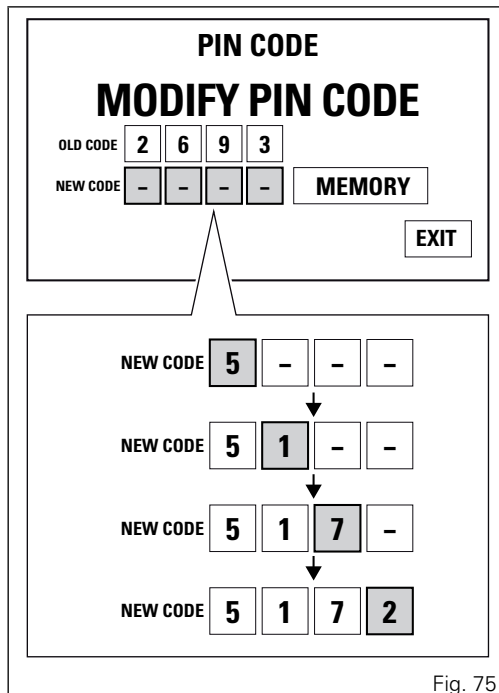 PIN CODE
MODIFY PIN CODE
OLD CODE 2 6 9 3
NEW CODE - - - - MEMORY
EXIT
NEW CODE 5 - - -
NEW CODE 5 1 - -
NEW CODE 5 1 7 -
NEW CODE 5 1 7 2
Fig. 75